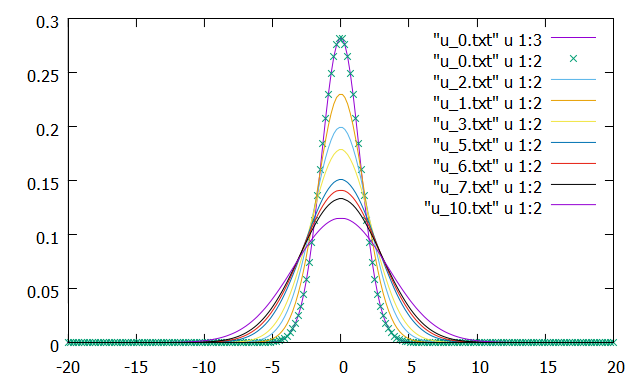 0.3
0.25
0.2
0.15
0.1
0.05
0
-20
-15
-10
-5
0
5
10
15
20
"u_0.txt" u 1:3
"u_0.txt" u 1:2
"u_2.txt" u 1:2
"u_1.txt" u 1:2
"u_3.txt" u 1:2
"u_5.txt" u 1:2
"u_6.txt" u 1:2
"u_7.txt" u 1:2
"u_10.txt" u 1:2